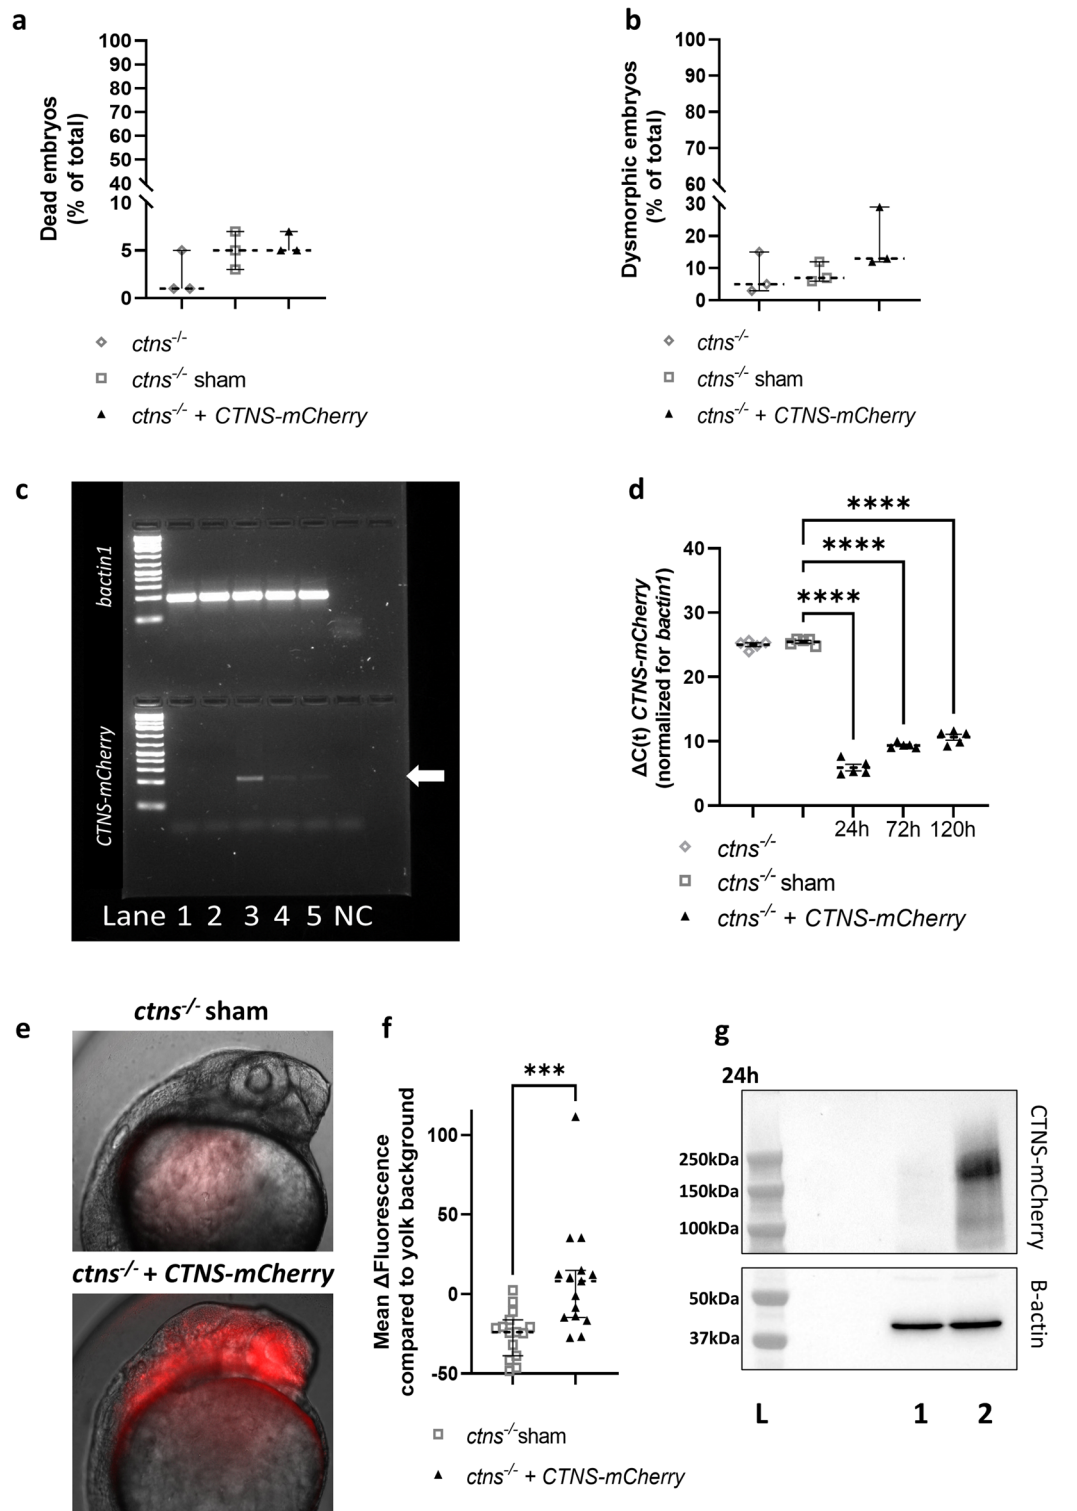 a
Dead embryos
(% of total)
100
90
80
70
60
50
40
10
5
0
ctns-/-
ctns-/- sham
ctns-/- + CTNS-mCherry
b
Dysmorphic embryos
(% of total)
100
90
80
70
60
30
20
10
0
ctns-/-
ctns-/- sham
ctns-/- + CTNS-mCherry
c
bactin1
CTNS-mCherry
Lane 1 2 3 4 5 NC
d
****
****
****
ΔC(t) CTNS-mCherry
(normalized for bactin1)
40
30
20
10
0
24h 72h 120h
ctns-/-
ctns-/- sham
ctns-/- + CTNS-mCherry
e
ctns-/- sham
ctns-/- + CTNS-mCherry
f
***
Mean ΔFluorescence
compared to yolk background
100
50
0
-50
ctns-/-sham
ctns-/- + CTNS-mCherry
g
24h
250kDa
150kDa
100kDa
CTNS-mCherry
50kDa
37kDa
B-actin
L 1 2